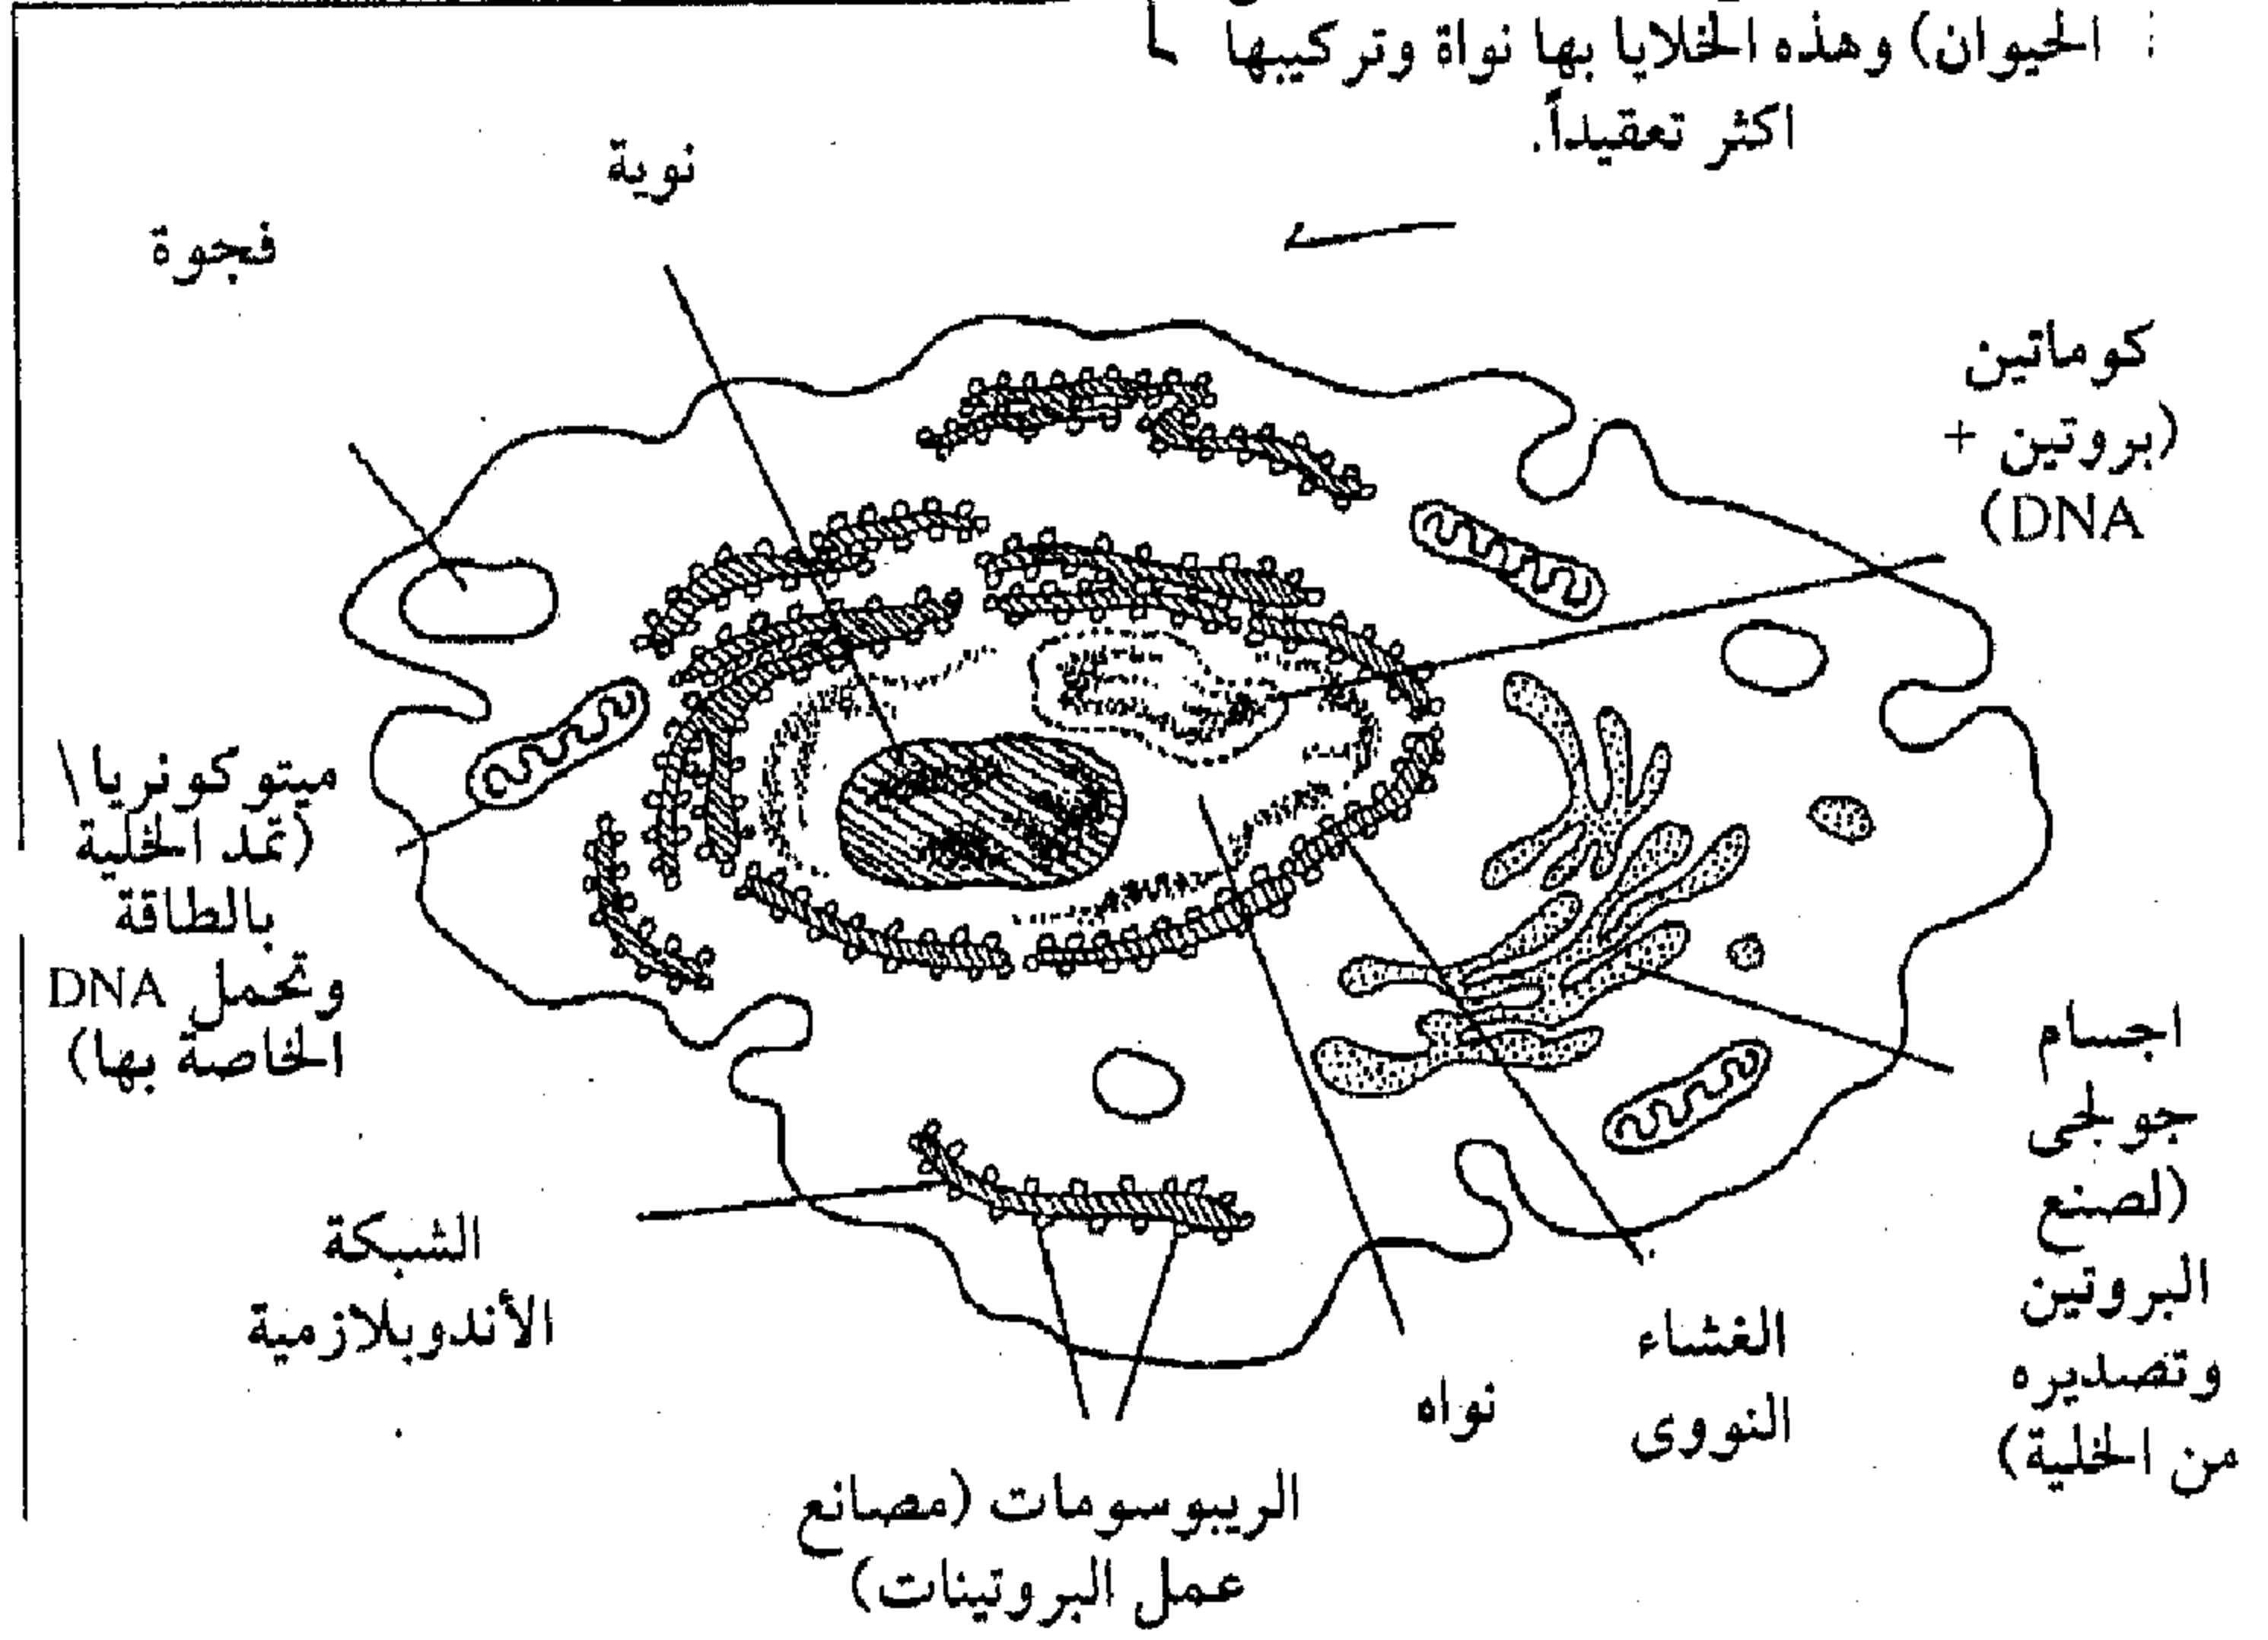 الحيوان) وهذه الخلايا بها نواة وتركيبها
اكثر تعقيداً.
نوية
فجوة
كوماتين
(بروتين +
DNA)
ميتوكونريا\
(تمد الخلية
بالطاقة
وتحمل DNA
الخاصة بها)
اجسام
جولجى
(لصنع
البروتين
وتصديره
من الخلية)
الشبكة
الأندوبلازمية
الغشاء
النووى
نواه
الريبوسومات (مصانع
عمل البروتينات)